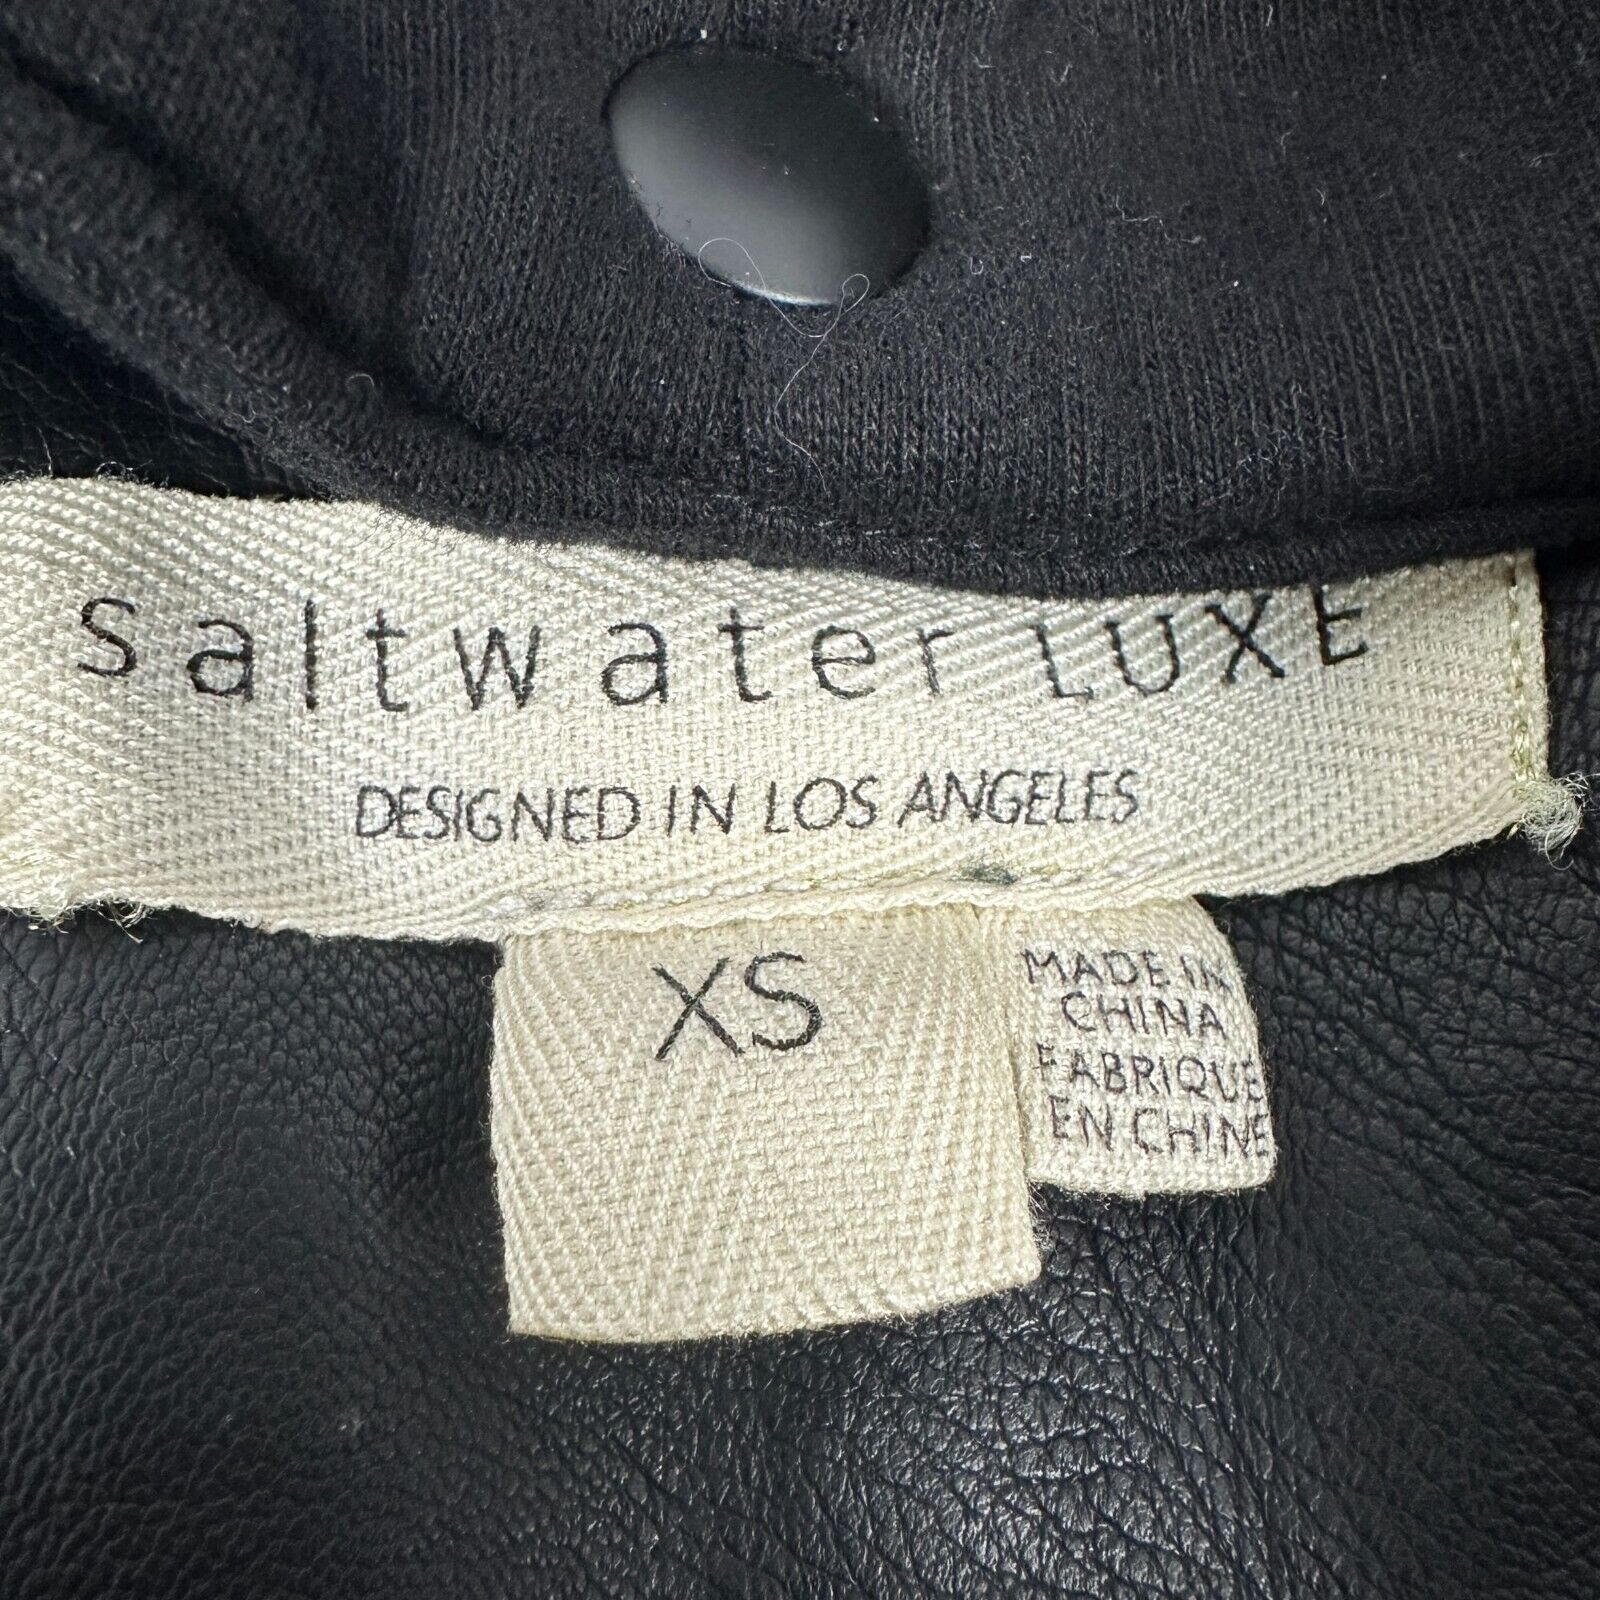 saltwater LUXE
DESIGNED IN LOS ANGELES
XS
MADE IN
CHINA
FABRIQUE
EN CHINE